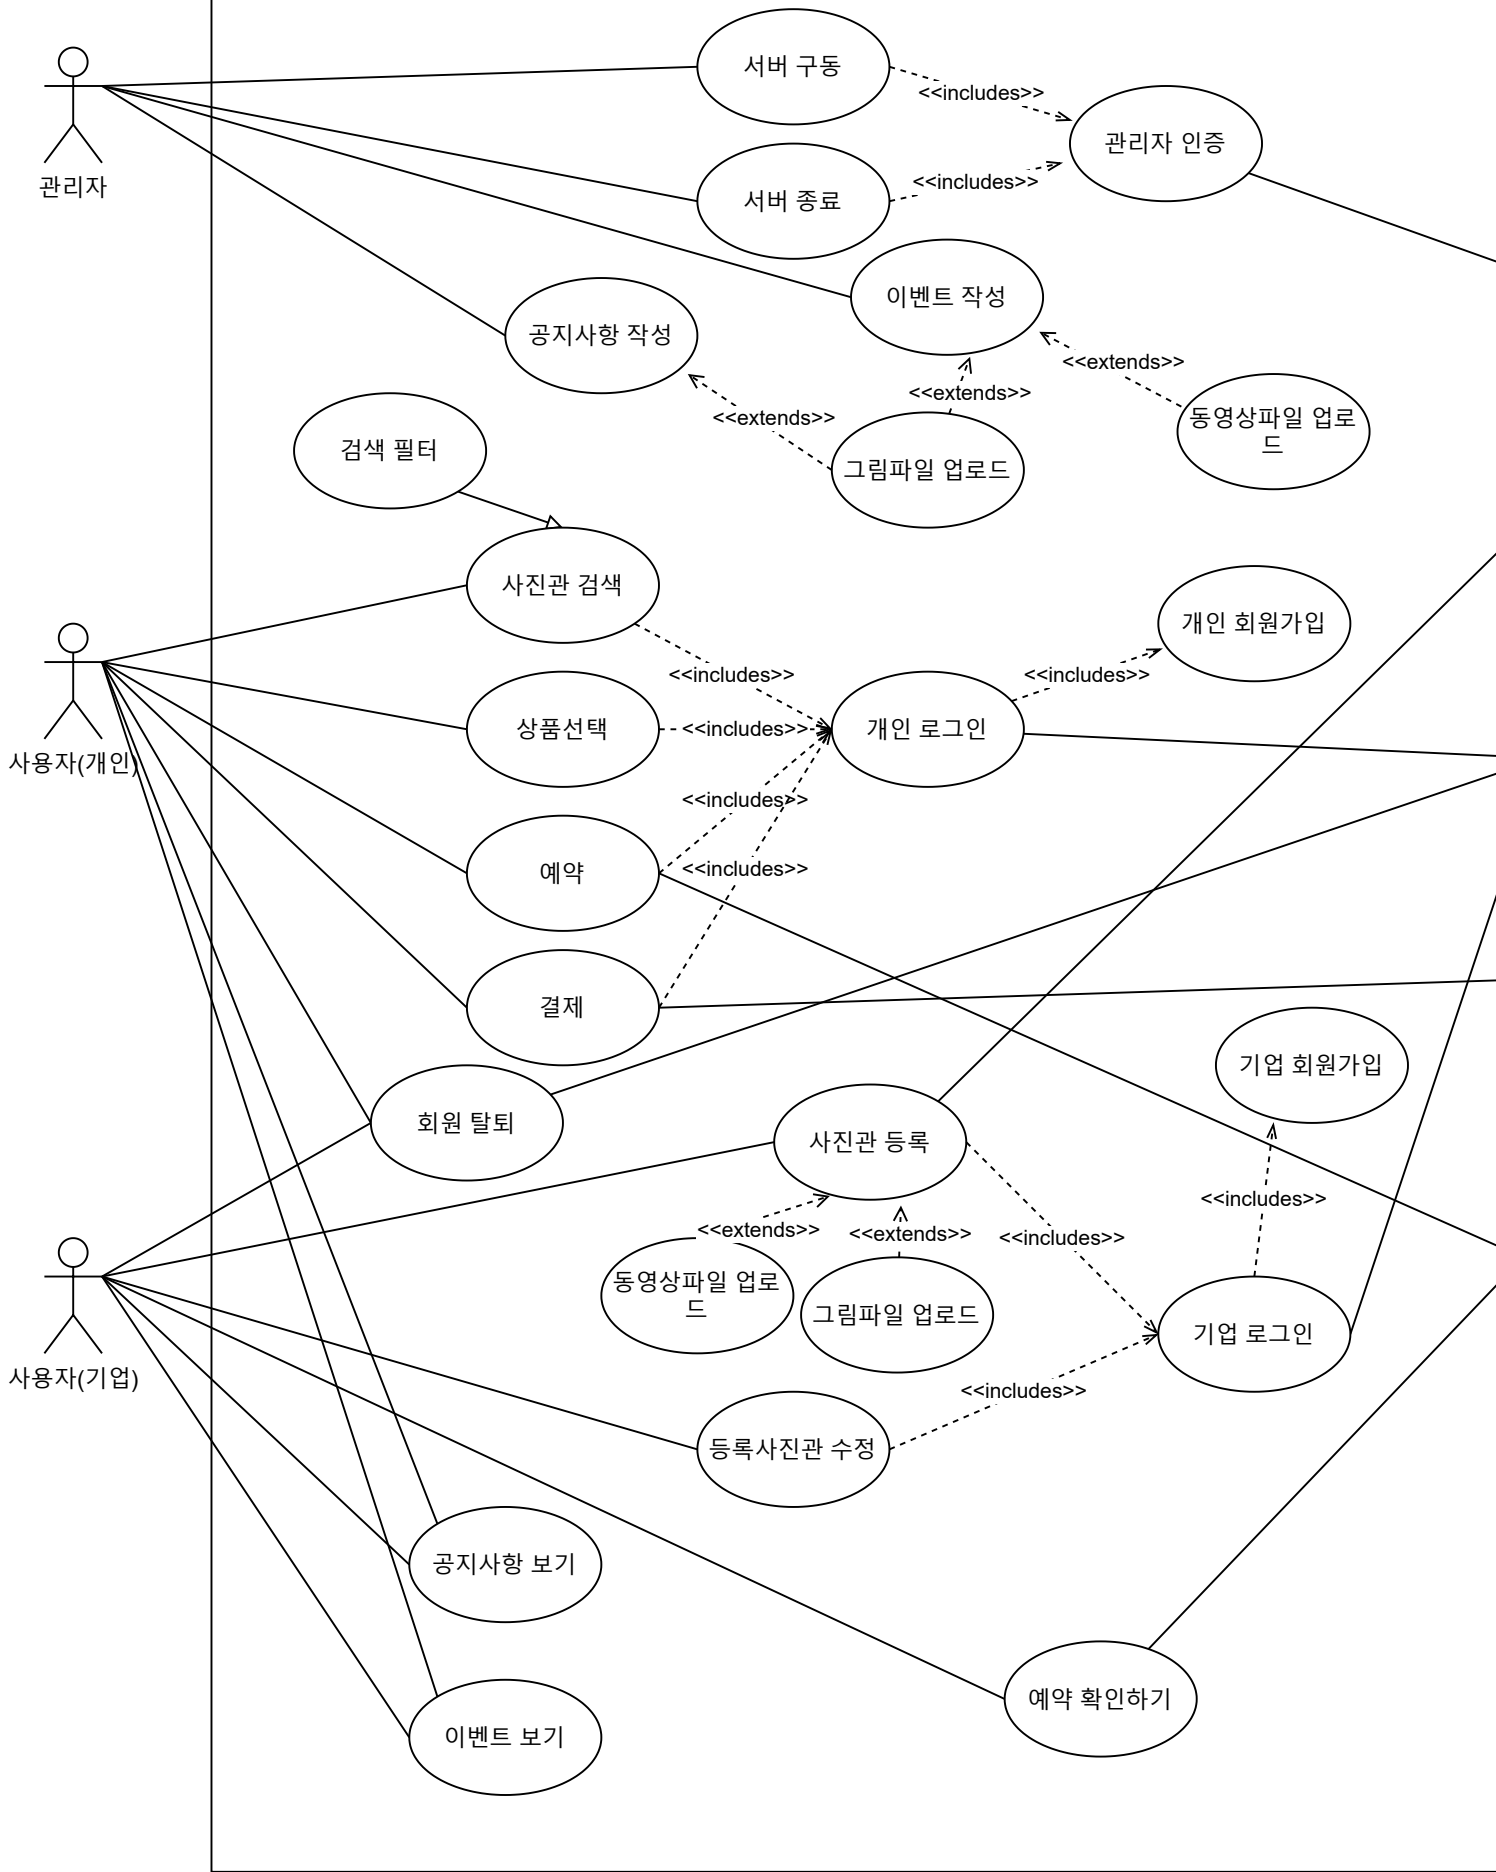 서버 구동
<<includes>>
관리자 인증
관리자
서버 종료
<<includes>>
이벤트 작성
공지사항 작성
<<extends>>
<<extends>>
<<extends>>
동영상파일 업로
드
검색 필터
그림파일 업로드
사진관 검색
개인 회원가입
<<includes>>
<<includes>>
상품선택
<<includes>>
개인 로그인
사용자(개인)
<<includes>>
예약
<<includes>>
결제
기업 회원가입
회원 탈퇴
사진관 등록
<<includes>>
<<extends>>
<<extends>>
<<includes>>
동영상파일 업로
드
그림파일 업로드
기업 로그인
사용자(기업)
<<includes>>
등록사진관 수정
공지사항 보기
예약 확인하기
이벤트 보기